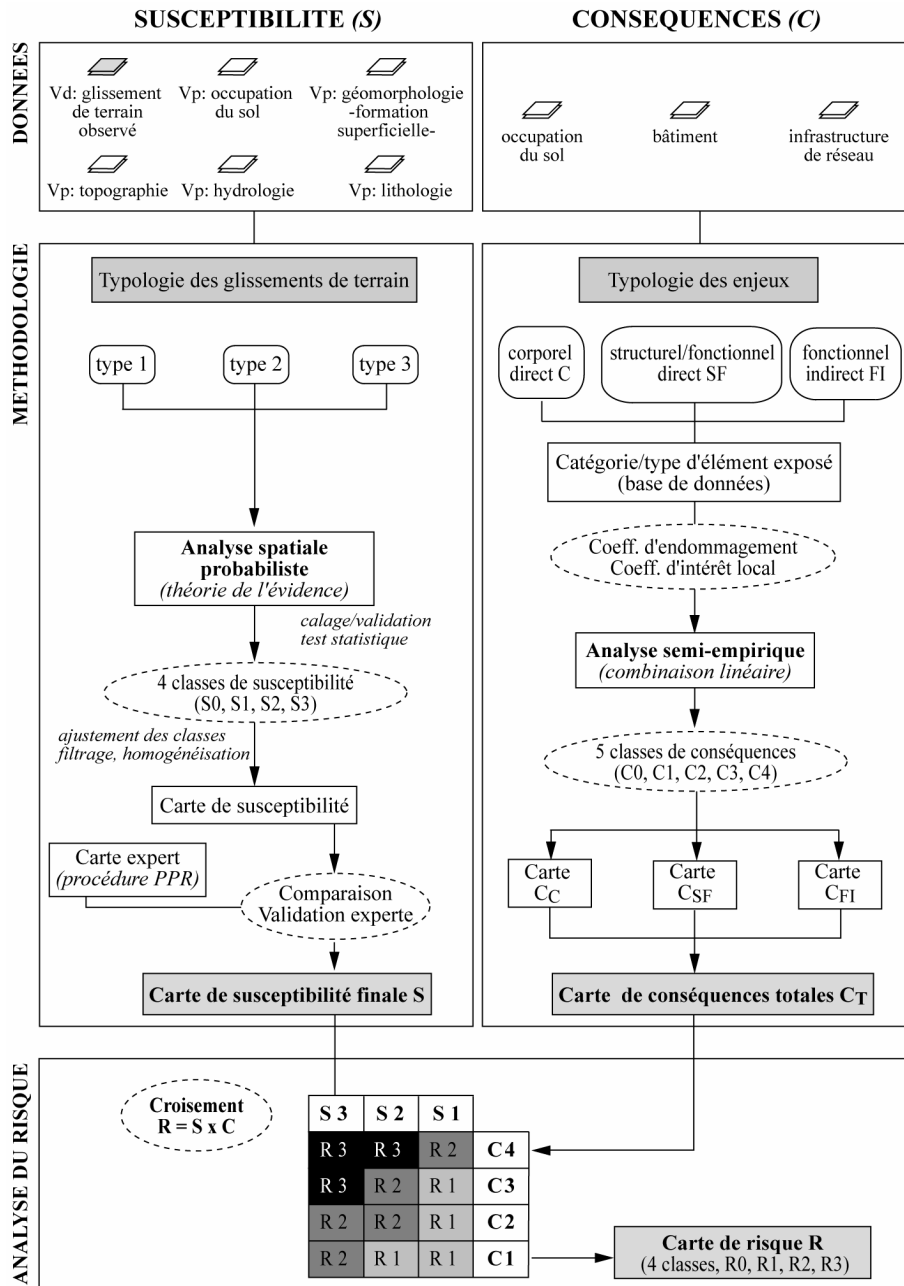 SUSCEPTIBILITE (S)
CONSEQUENCES (C)
DONNEES
Vd: glissement
de terrain
observé
Vp: occupation
du sol
Vp: géomorphologie
-formation
superficielle-
Vp: topographie
Vp: hydrologie
Vp: lithologie
occupation
du sol
bâtiment
infrastructure
de réseau
METHODOLOGIE
Typologie des glissements de terrain
type 1
type 2
type 3
Analyse spatiale
probabiliste
(théorie de l'évidence)
calage/validation
test statistique
4 classes de susceptibilité
(S0, S1, S2, S3)
ajustement des classes
filtrage, homogénéisation
Carte de susceptibilité
Carte expert
(procédure PPR)
Comparaison
Validation experte
Carte de susceptibilité finale S
Typologie des enjeux
corporel
direct C
structurel/fonctionnel
direct SF
fonctionnel
indirect FI
Catégorie/type d'élément exposé
(base de données)
Coeff. d'endommagement
Coeff. d'intérêt local
Analyse semi-empirique
(combinaison linéaire)
5 classes de conséquences
(C0, C1, C2, C3, C4)
Carte
CC
Carte
CSF
Carte
CFI
Carte de conséquences totales CT
ANALYSE DU RISQUE
Croisement
R = S x C
S 3 S 2 S 1
R 3 R 3 R 2 C4
R 3 R 2 R 1 C3
R 2 R 2 R 1 C2
R 2 R 1 R 1 C1
Carte de risque R
(4 classes, R0, R1, R2, R3)